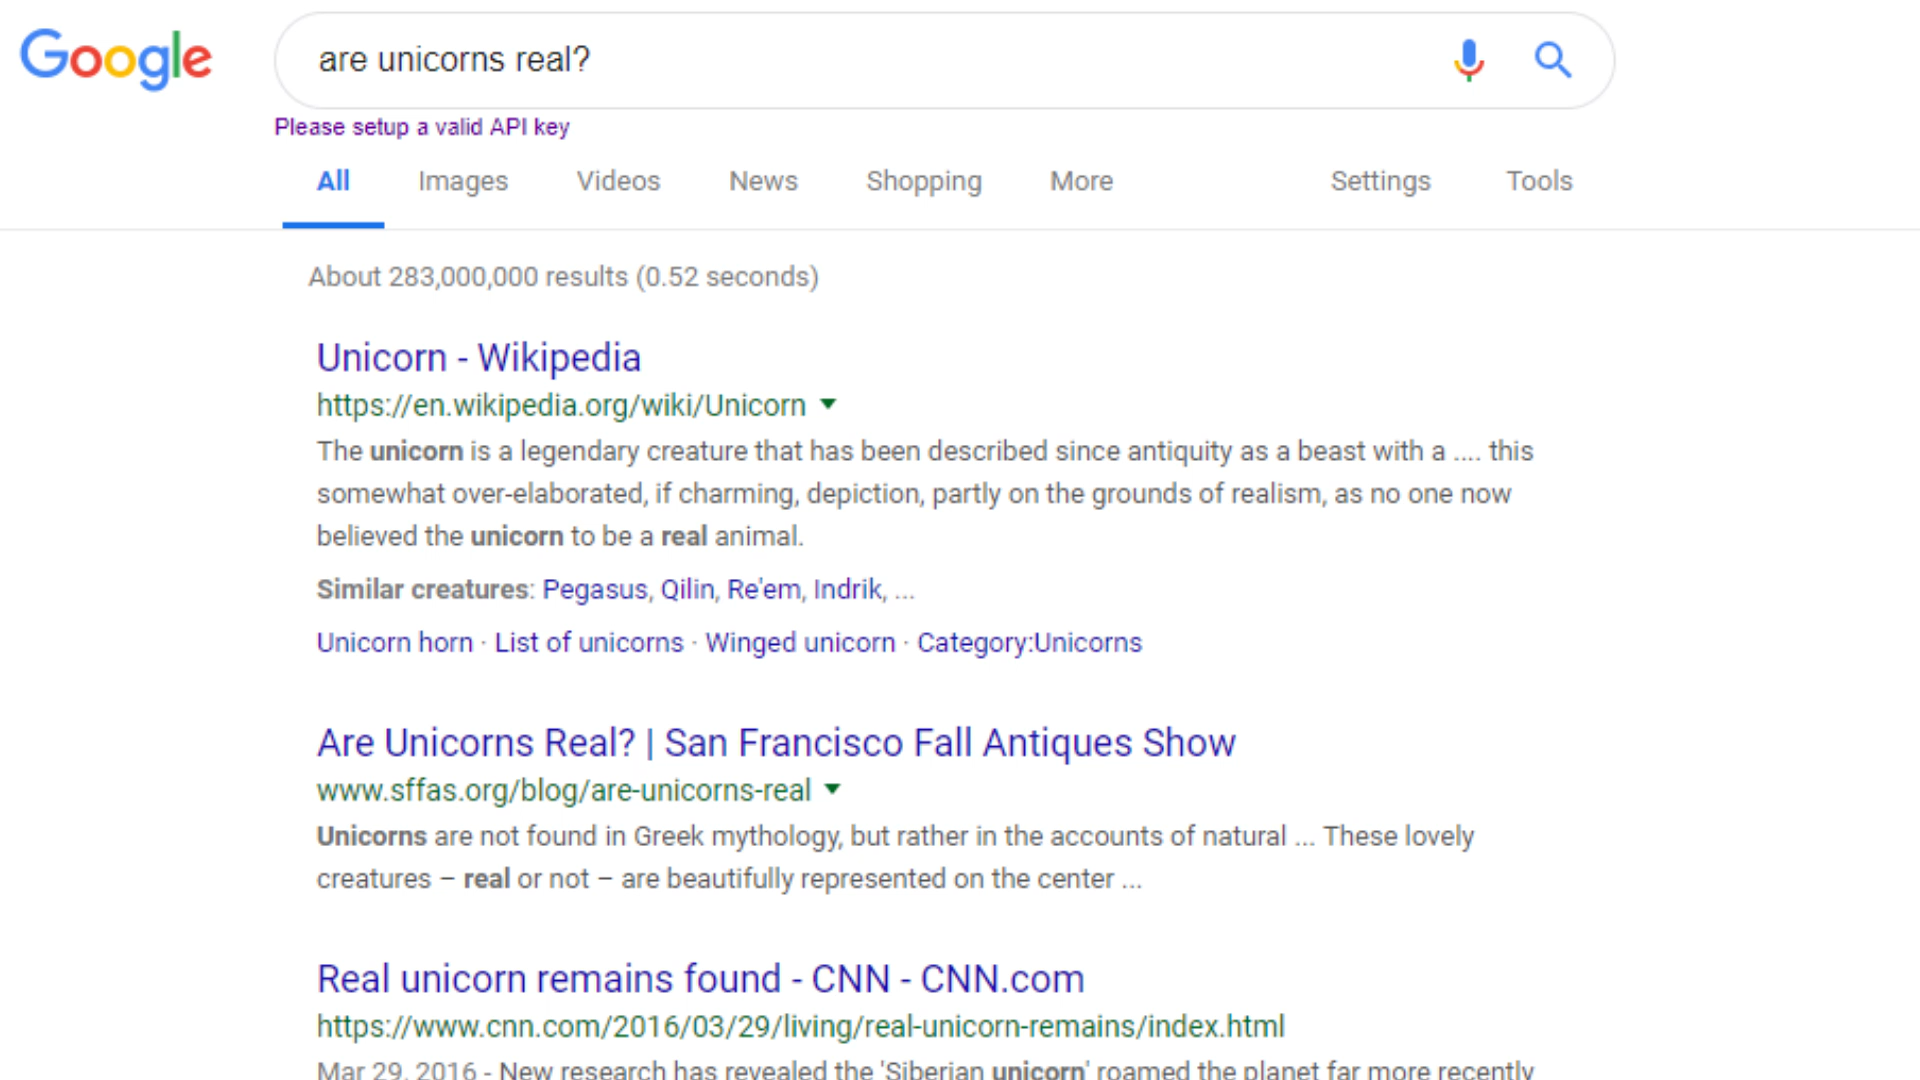 Google
are unicorns real?
Please setup a valid API key
All Images Videos News Shopping More Settings Tools
About 283,000,000 results (0.52 seconds)
Unicorn - Wikipedia
https://en.wikipedia.org/wiki/Unicorn
The unicorn is a legendary creature that has been described since antiquity as a beast with a .... this
somewhat over-elaborated, if charming, depiction, partly on the grounds of realism, as no one now
believed the unicorn to be a real animal.
Similar creatures: Pegasus, Qilin, Re'em, Indrik, ...
Unicorn horn · List of unicorns · Winged unicorn · Category:Unicorns
Are Unicorns Real? | San Francisco Fall Antiques Show
www.sffas.org/blog/are-unicorns-real
Unicorns are not found in Greek mythology, but rather in the accounts of natural ... These lovely
creatures – real or not – are beautifully represented on the center ...
Real unicorn remains found - CNN - CNN.com
https://www.cnn.com/2016/03/29/living/real-unicorn-remains/index.html
Mar 29, 2016 - New research has revealed the 'Siberian unicorn' roamed the planet far more recently